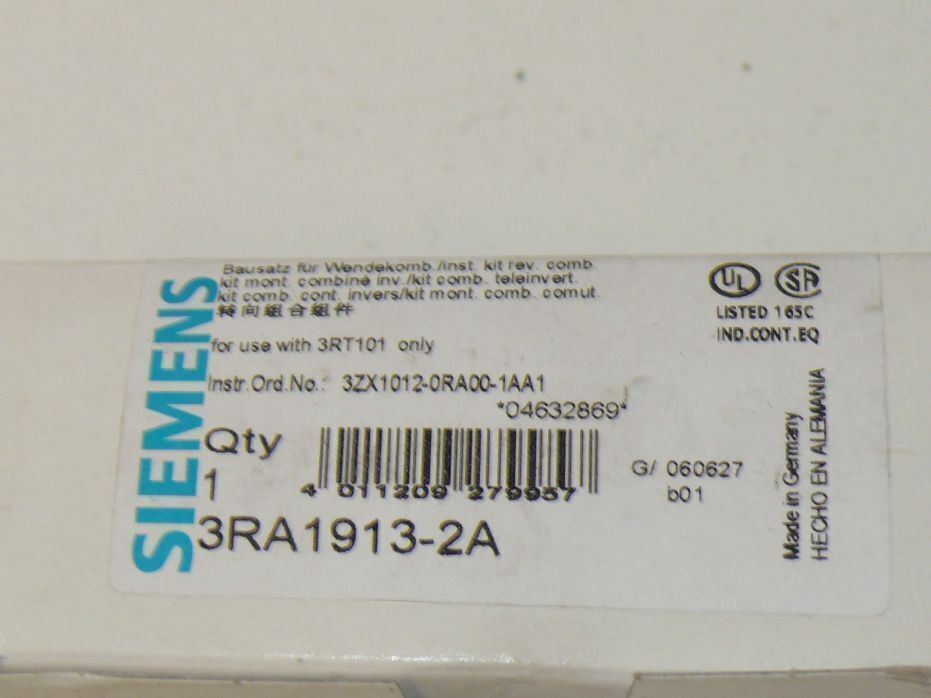 SIEMENS
Bausatz für Wendekomb./inst. kit rev. comb.
kit mont. combine inv./kit comb. teleinvert.
kit comb. cont. invers/kit mont. comb. comut.
转向组合组件
for use with 3RT101 only
Instr.Ord.No.: 3ZX1012-0RA00-1AA1
*04632869*
Qty
1
4 011209 279957
3RA1913-2A
G/ 060627
b01
UL SA
LISTED 165C
IND.CONT.EQ
Made in Germany
HECHO EN ALEMANIA